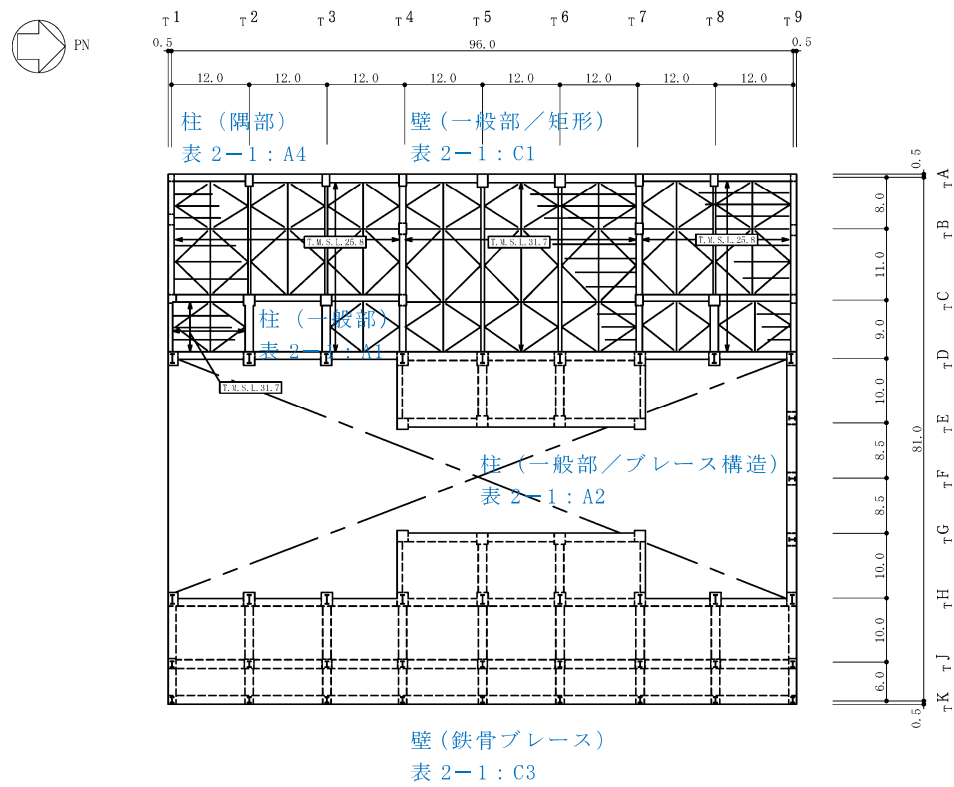 T1 T2 T3 T4 T5 T6 T7 T8 T9
PN
0.5 96.0 0.5
12.0 12.0 12.0 12.0 12.0 12.0 12.0 12.0
柱（隅部）
表 2－1：A4
壁（一般部／矩形）
表 2－1：C1
0.5
TA
8.0
TB
T.M.S.L.25.8 T.M.S.L.31.7 T.M.S.L.25.8
11.0
TC
柱（一般部）
表 2－1：A1
9.0
TD
T.M.S.L.31.7
10.0
TE
81.0
8.5
柱（一般部／ブレース構造）
表 2－1：A2
TF
8.5
TG
10.0
TH
10.0
TJ
6.0
TK
0.5
壁（鉄骨ブレース）
表 2－1：C3